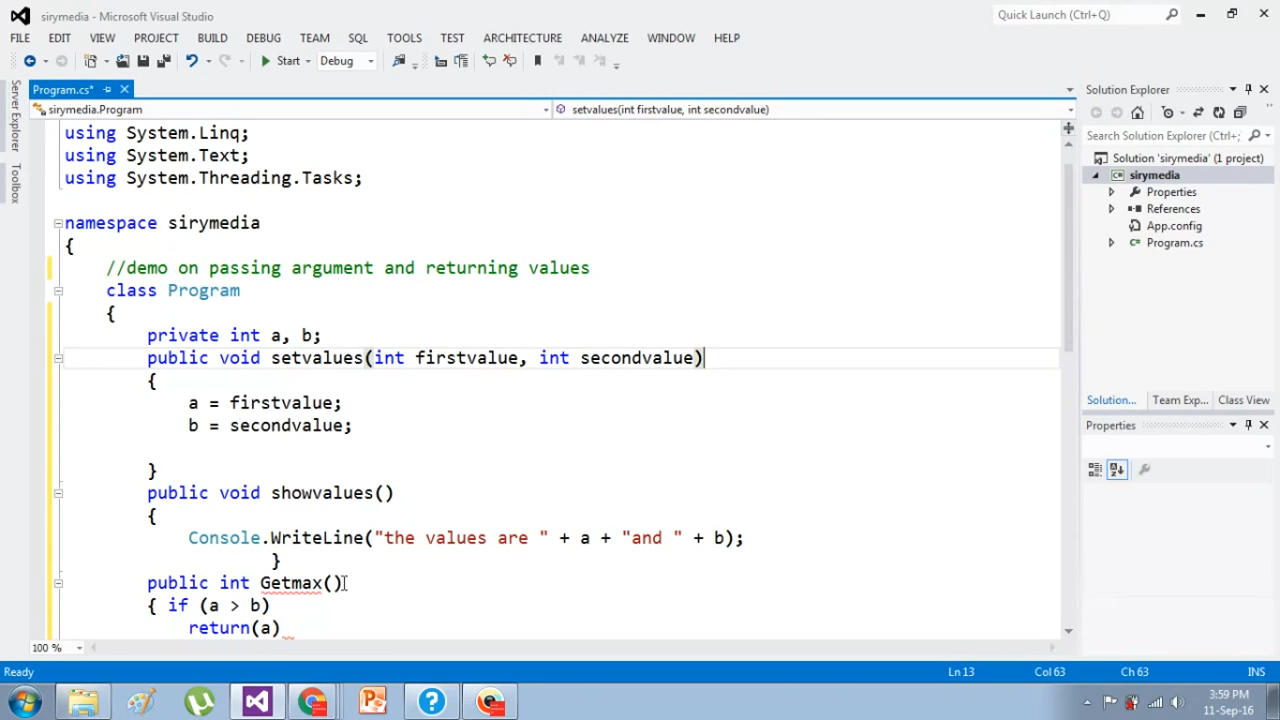 sirymedia - Microsoft Visual Studio
Quick Launch (Ctrl+Q)
FILE EDIT VIEW PROJECT BUILD DEBUG TEAM SQL TOOLS TEST ARCHITECTURE ANALYZE WINDOW HELP
Start Debug
Program.cs*
sirymedia.Program
setvalues(int firstvalue, int secondvalue)
Server Explorer
Toolbox
using System.Linq;
using System.Text;
using System.Threading.Tasks;
namespace sirymedia
{
//demo on passing argument and returning values
class Program
{
private int a, b;
public void setvalues(int firstvalue, int secondvalue)
{
a = firstvalue;
b = secondvalue;
}
public void showvalues()
{
Console.WriteLine("the values are " + a + "and " + b);
}
public int Getmax()
{ if (a > b)
return(a)
100 %
Solution Explorer
Search Solution Explorer (Ctrl+;
Solution 'sirymedia' (1 project)
sirymedia
Properties
References
App.config
Program.cs
Solution... Team Exp... Class View
Properties
Ready
Ln 13
Col 63
Ch 63
INS
3:59 PM
11-Sep-16